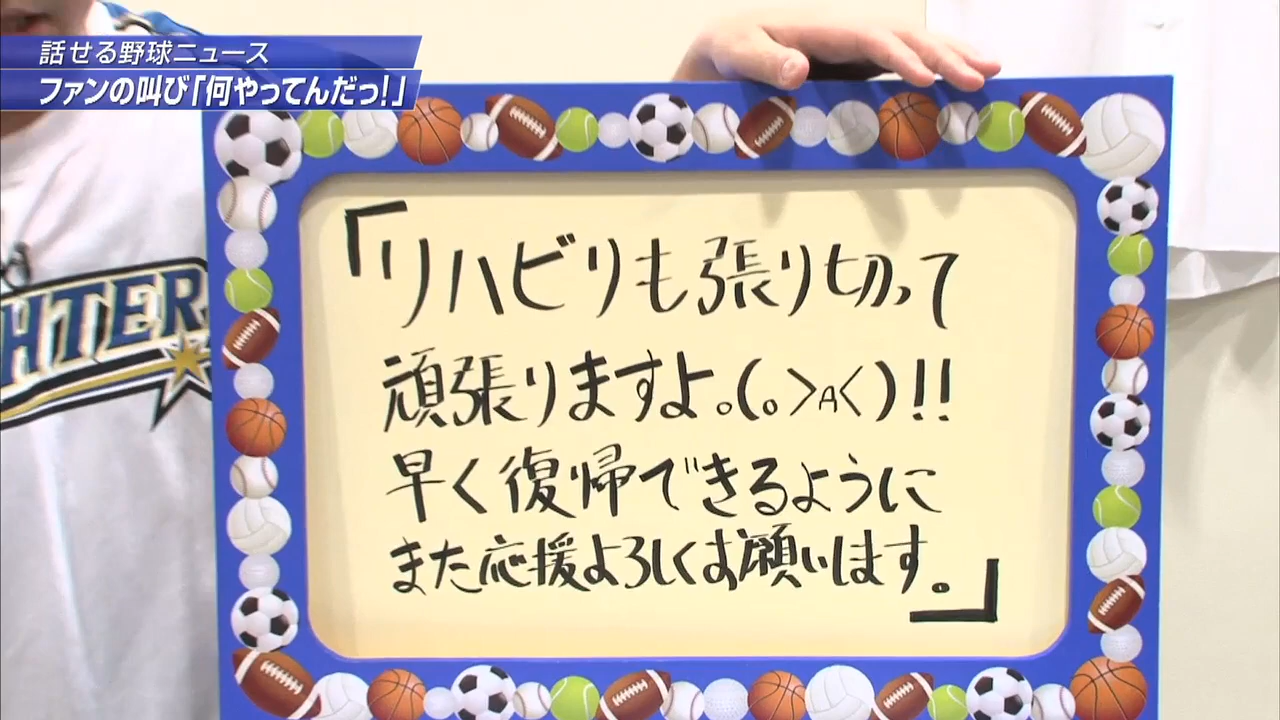 話せる野球ニュース
ファンの叫び「何やってんだっ!」
「リハビリも張り切って
頑張りますよ。(。>A<)!!
早く復帰できるように
また応援よろしくお願いします。」
HTER